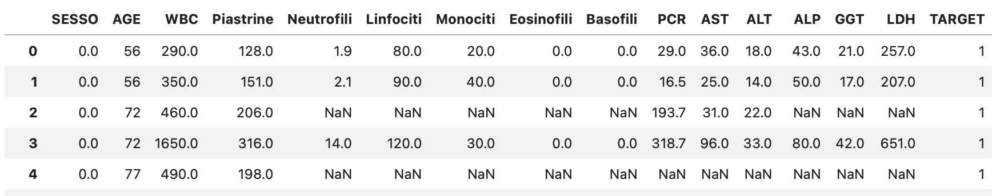 SESSO AGE WBC Piastrine Neutrofili Linfociti Monociti Eosinofili Basofili PCR AST ALT ALP GGT LDH TARGET
0 0.0 56 290.0 128.0 1.9 80.0 20.0 0.0 0.0 29.0 36.0 18.0 43.0 21.0 257.0 1
1 0.0 56 350.0 151.0 2.1 90.0 40.0 0.0 0.0 16.5 25.0 14.0 50.0 17.0 207.0 1
2 0.0 72 460.0 206.0 NaN NaN NaN NaN NaN 193.7 31.0 22.0 NaN NaN NaN 1
3 0.0 72 1650.0 316.0 14.0 120.0 30.0 0.0 0.0 318.7 96.0 33.0 80.0 42.0 651.0 1
4 0.0 77 490.0 198.0 NaN NaN NaN NaN NaN NaN NaN NaN NaN NaN NaN 1